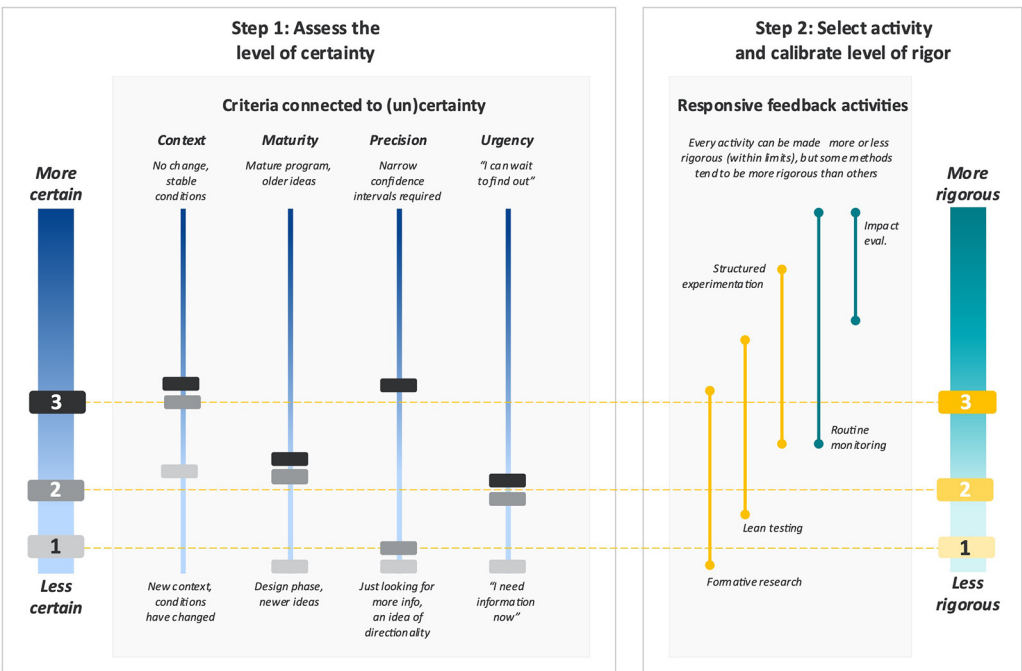 Step 1: Assess the
level of certainty
Criteria connected to (un)certainty
More
certain
Context
No change,
stable
conditions
Maturity
Mature program,
older ideas
Precision
Narrow
confidence
intervals required
Urgency
“I can wait
to find out”
3
2
1
Less
certain
New context,
conditions
have changed
Design phase,
newer ideas
Just looking for
more info,
an idea of
directionality
“I need
information
now”
Step 2: Select activity
and calibrate level of rigor
Responsive feedback activities
Every activity can be made more or less
rigorous (within limits), but some methods
tend to be more rigorous than others
More
rigorous
Impact
eval.
Structured
experimentation
Routine
monitoring
Lean testing
Formative research
3
2
1
Less
rigorous